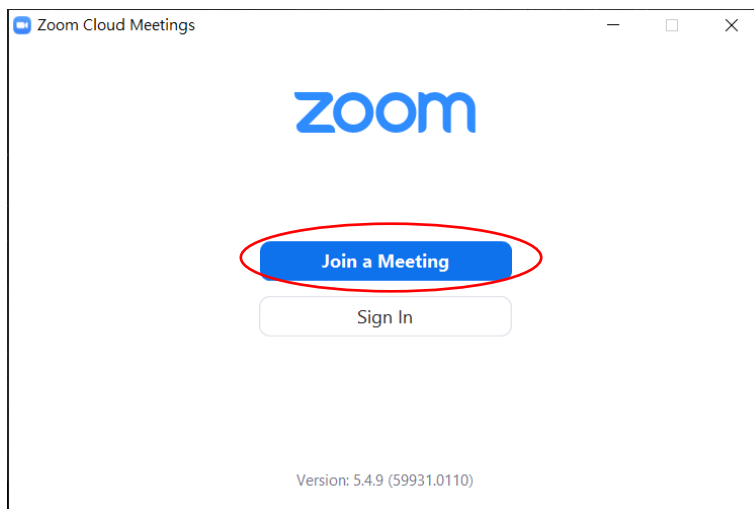 Zoom Cloud Meetings
zoom
Join a Meeting
Sign In
Version: 5.4.9 (59931.0110)